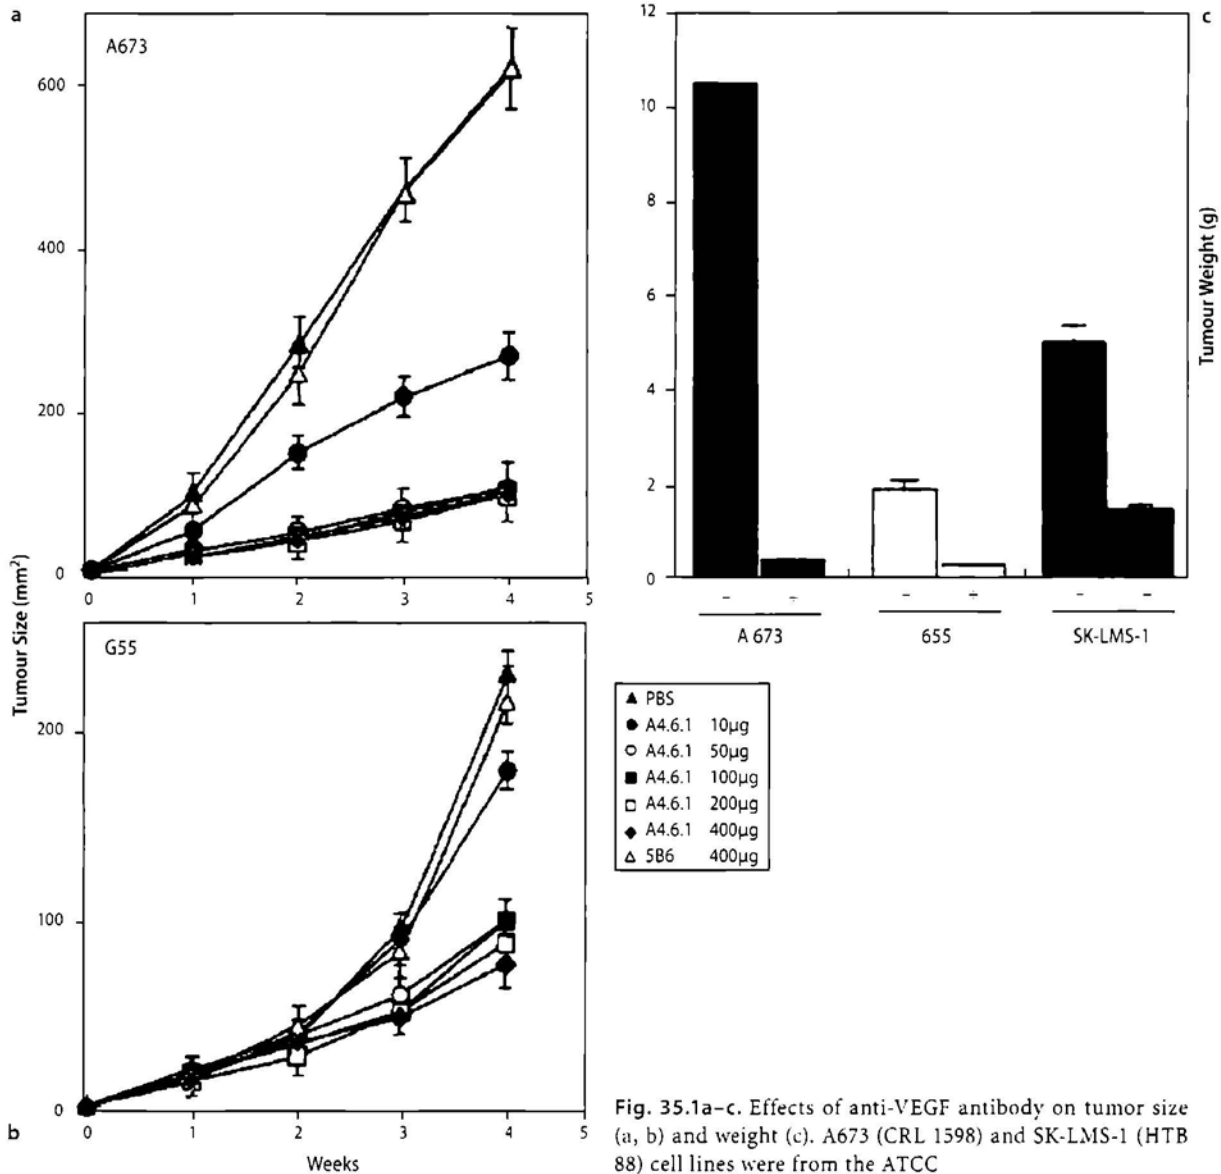 a
A673
600
400
200
0
0 1 2 3 4 5
Tumour Size (mm²)
G55
200
100
0
0 1 2 3 4 5
b
Weeks
c
12
10
8
6
4
2
0
Tumour Weight (g)
− + − + − −
A 673 655 SK-LMS-1
PBS
A4.6.1 10µg
A4.6.1 50µg
A4.6.1 100µg
A4.6.1 200µg
A4.6.1 400µg
5B6 400µg
Fig. 35.1a–c. Effects of anti-VEGF antibody on tumor size
(a, b) and weight (c). A673 (CRL 1598) and SK-LMS-1 (HTB
88) cell lines were from the ATCC